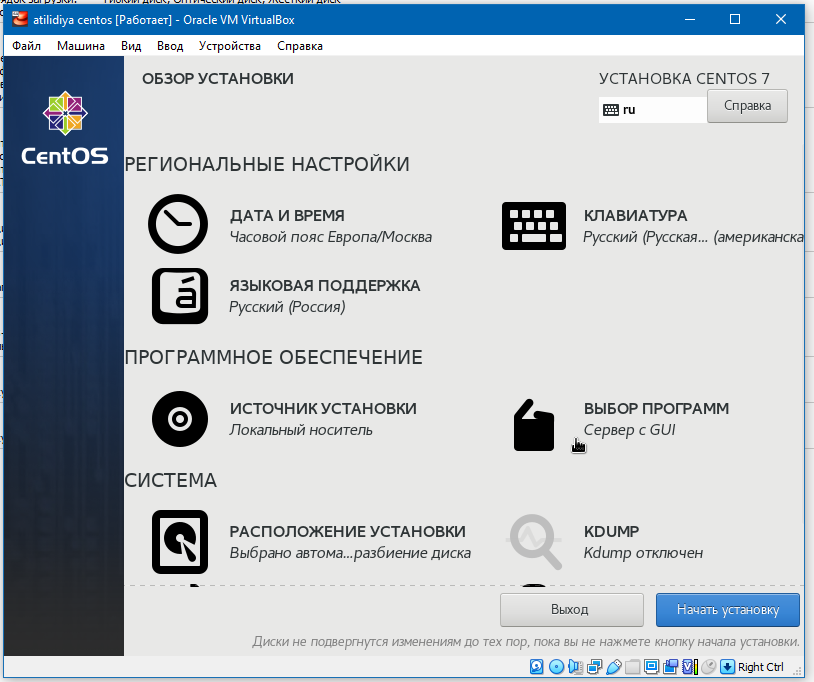 atilidiya centos [Работает] - Oracle VM VirtualBox
Файл Машина Вид Ввод Устройства Справка
ОБЗОР УСТАНОВКИ
УСТАНОВКА CENTOS 7
ru
Справка
CentOS
РЕГИОНАЛЬНЫЕ НАСТРОЙКИ
ДАТА И ВРЕМЯ
Часовой пояс Европа/Москва
КЛАВИАТУРА
Русский (Русская... (американска
ЯЗЫКОВАЯ ПОДДЕРЖКА
Русский (Россия)
ПРОГРАММНОЕ ОБЕСПЕЧЕНИЕ
ИСТОЧНИК УСТАНОВКИ
Локальный носитель
ВЫБОР ПРОГРАММ
Сервер с GUI
СИСТЕМА
РАСПОЛОЖЕНИЕ УСТАНОВКИ
Выбрано автома...разбиение диска
KDUMP
Kdump отключен
Выход
Начать установку
Диски не подвергнутся изменениям до тех пор, пока вы не нажмете кнопку начала установки.
Right Ctrl